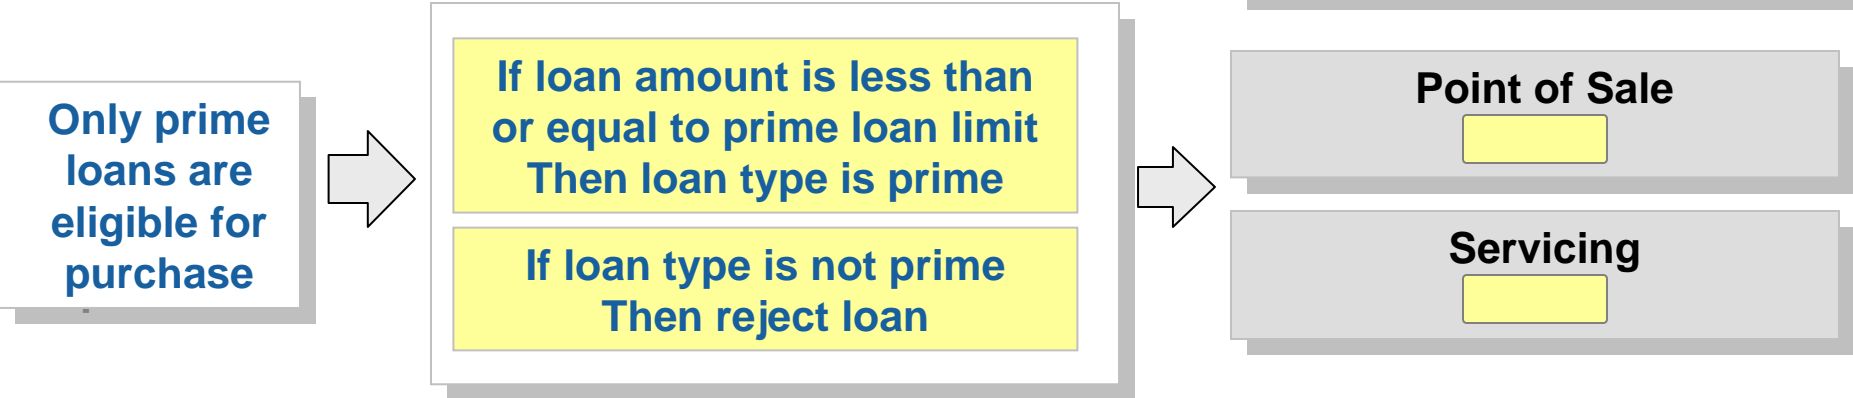 Only prime
loans are
eligible for
purchase
If loan amount is less than
or equal to prime loan limit
Then loan type is prime
If loan type is not prime
Then reject loan
Point of Sale
Servicing